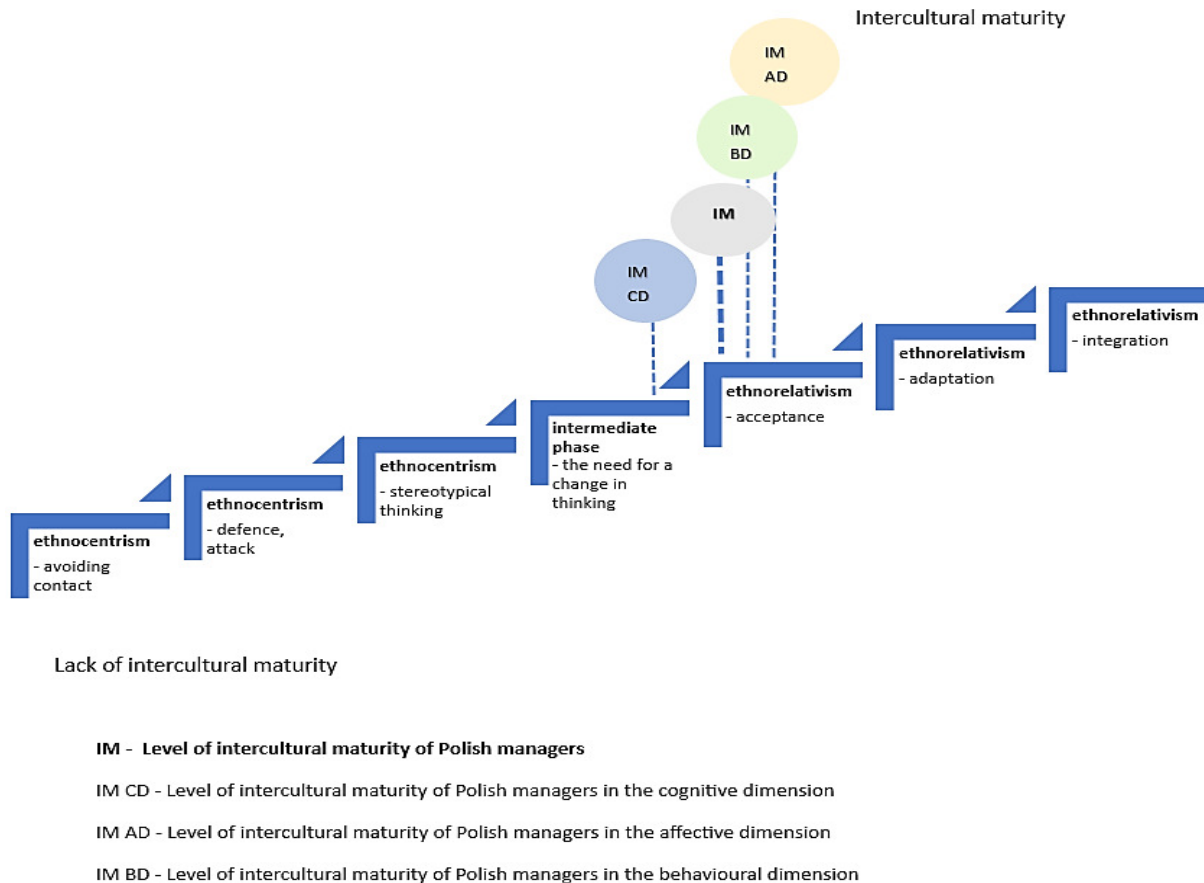 Intercultural maturity
IM
AD
IM
BD
IM
IM
CD
ethnorelativism
- integration
ethnorelativism
- adaptation
ethnorelativism
- acceptance
intermediate
phase
- the need for a
change in
thinking
ethnocentrism
- stereotypical
thinking
ethnocentrism
- defence,
attack
ethnocentrism
- avoiding
contact
Lack of intercultural maturity
IM - Level of intercultural maturity of Polish managers
IM CD - Level of intercultural maturity of Polish managers in the cognitive dimension
IM AD - Level of intercultural maturity of Polish managers in the affective dimension
IM BD - Level of intercultural maturity of Polish managers in the behavioural dimension